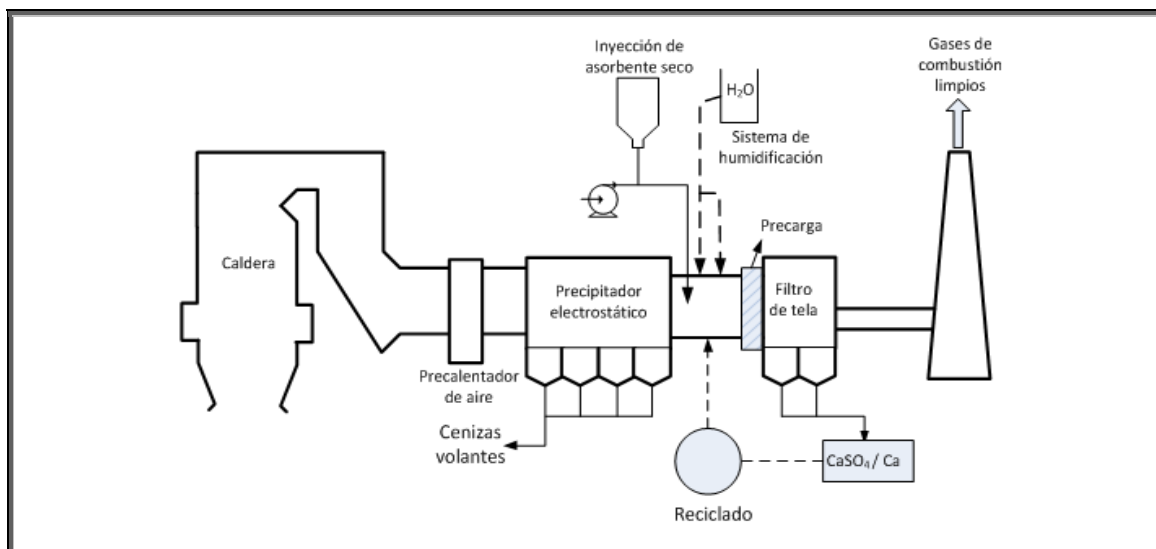 Inyección de
asorbente seco
H₂O
Sistema de
humidificación
Gases de
combustión
limpios
Precarga
Caldera
Precipitador
electrostático
Filtro
de tela
Precalentador
de aire
Cenizas
volantes
CaSO₄ / Ca
Reciclado